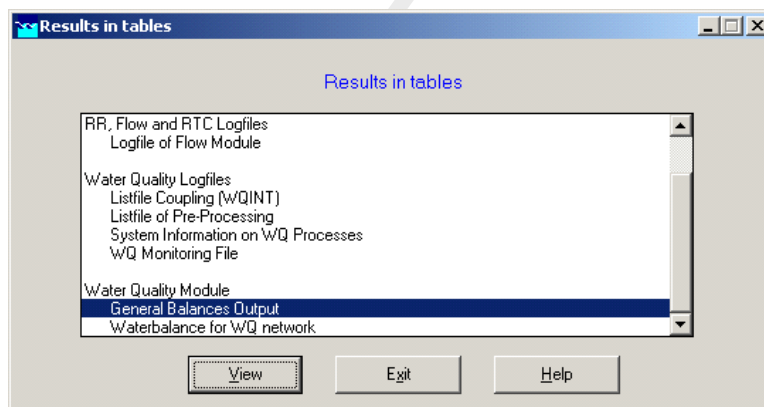 Results in tables
Results in tables
RR, Flow and RTC Logfiles
Logfile of Flow Module
Water Quality Logfiles
Listfile Coupling (WQINT)
Listfile of Pre-Processing
System Information on WQ Processes
WQ Monitoring File
Water Quality Module
General Balances Output
Waterbalance for WQ network
View Exit Help